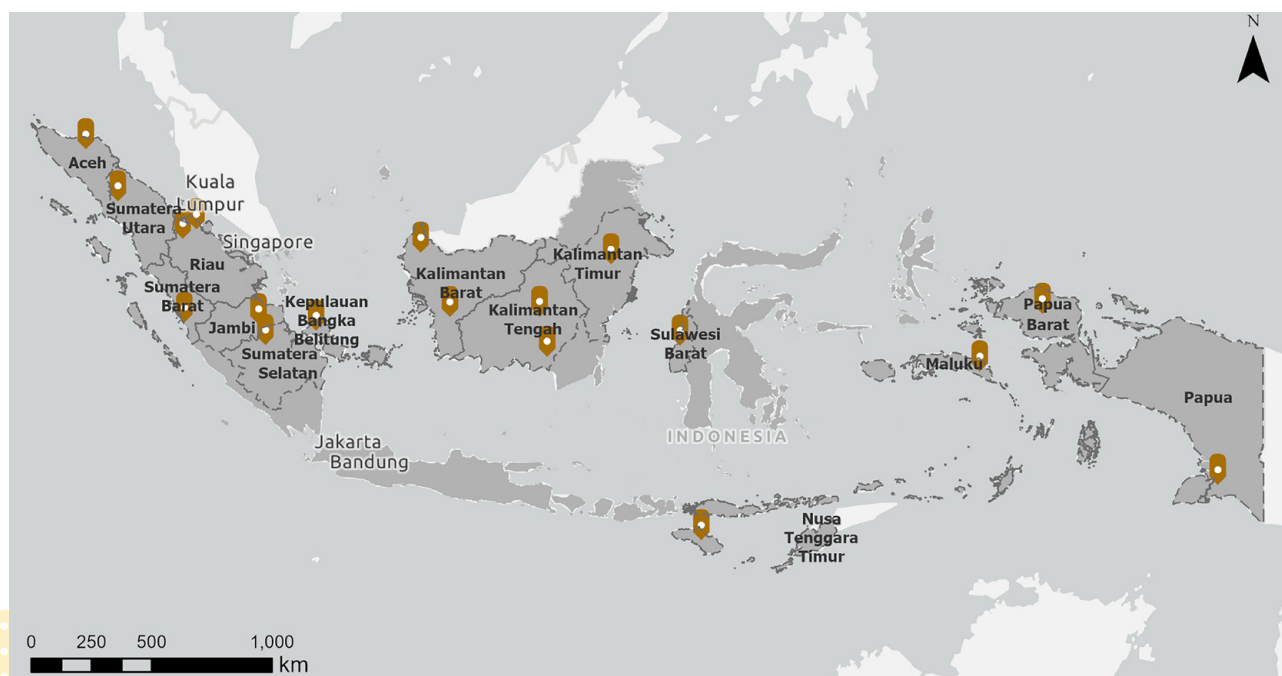 N
Aceh
Kuala
Lumpur
Sumatera
Utara
Singapore
Riau
Sumatera
Barat
Kepulauan
Bangka
Belitung
Jambi
Sumatera
Selatan
Kalimantan
Barat
Kalimantan
Tengah
Kalimantan
Timur
Sulawesi
Barat
Papua
Barat
Maluku
Papua
Jakarta
Bandung
INDONESIA
Nusa
Tenggara
Timur
0 250 500 1,000
km